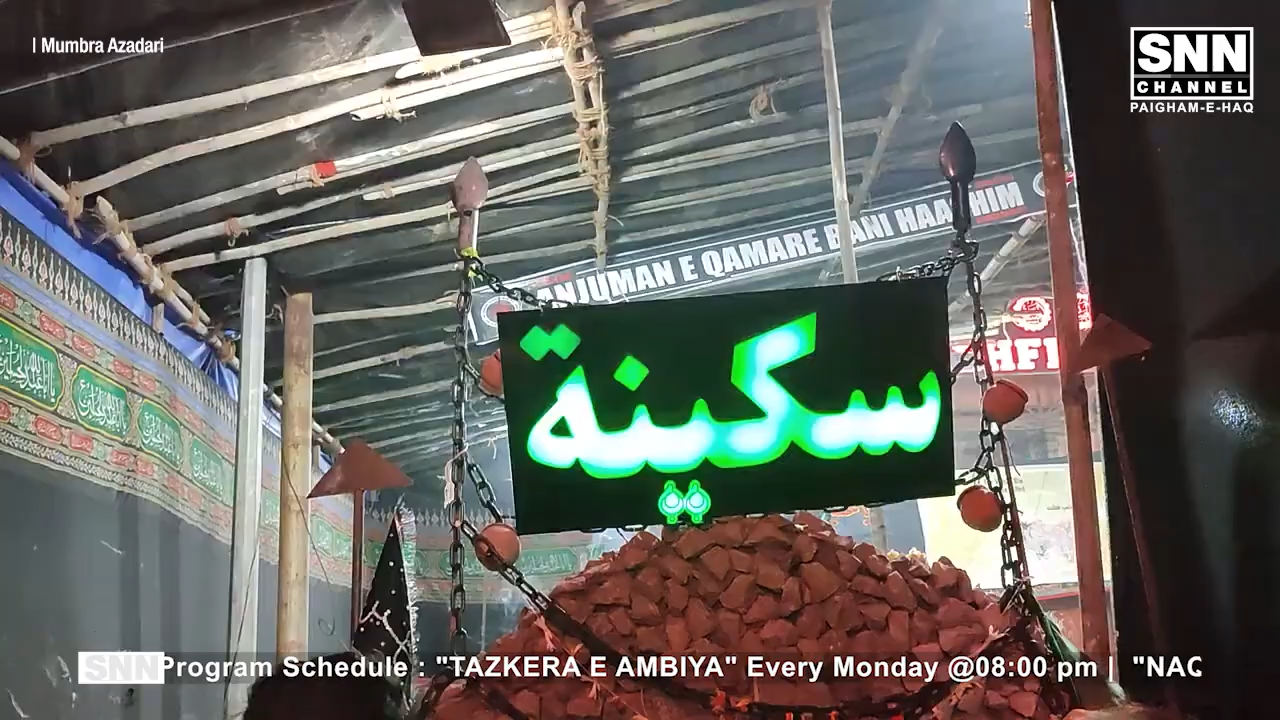 | Mumbra Azadari
SNN
CHANNEL
PAIGHAM-E-HAQ
ANJUMAN E QAMARE BANI HAASHIM
سكينة
SNN Program Schedule : "TAZKERA E AMBIYA" Every Monday @08:00 pm | "NAQ